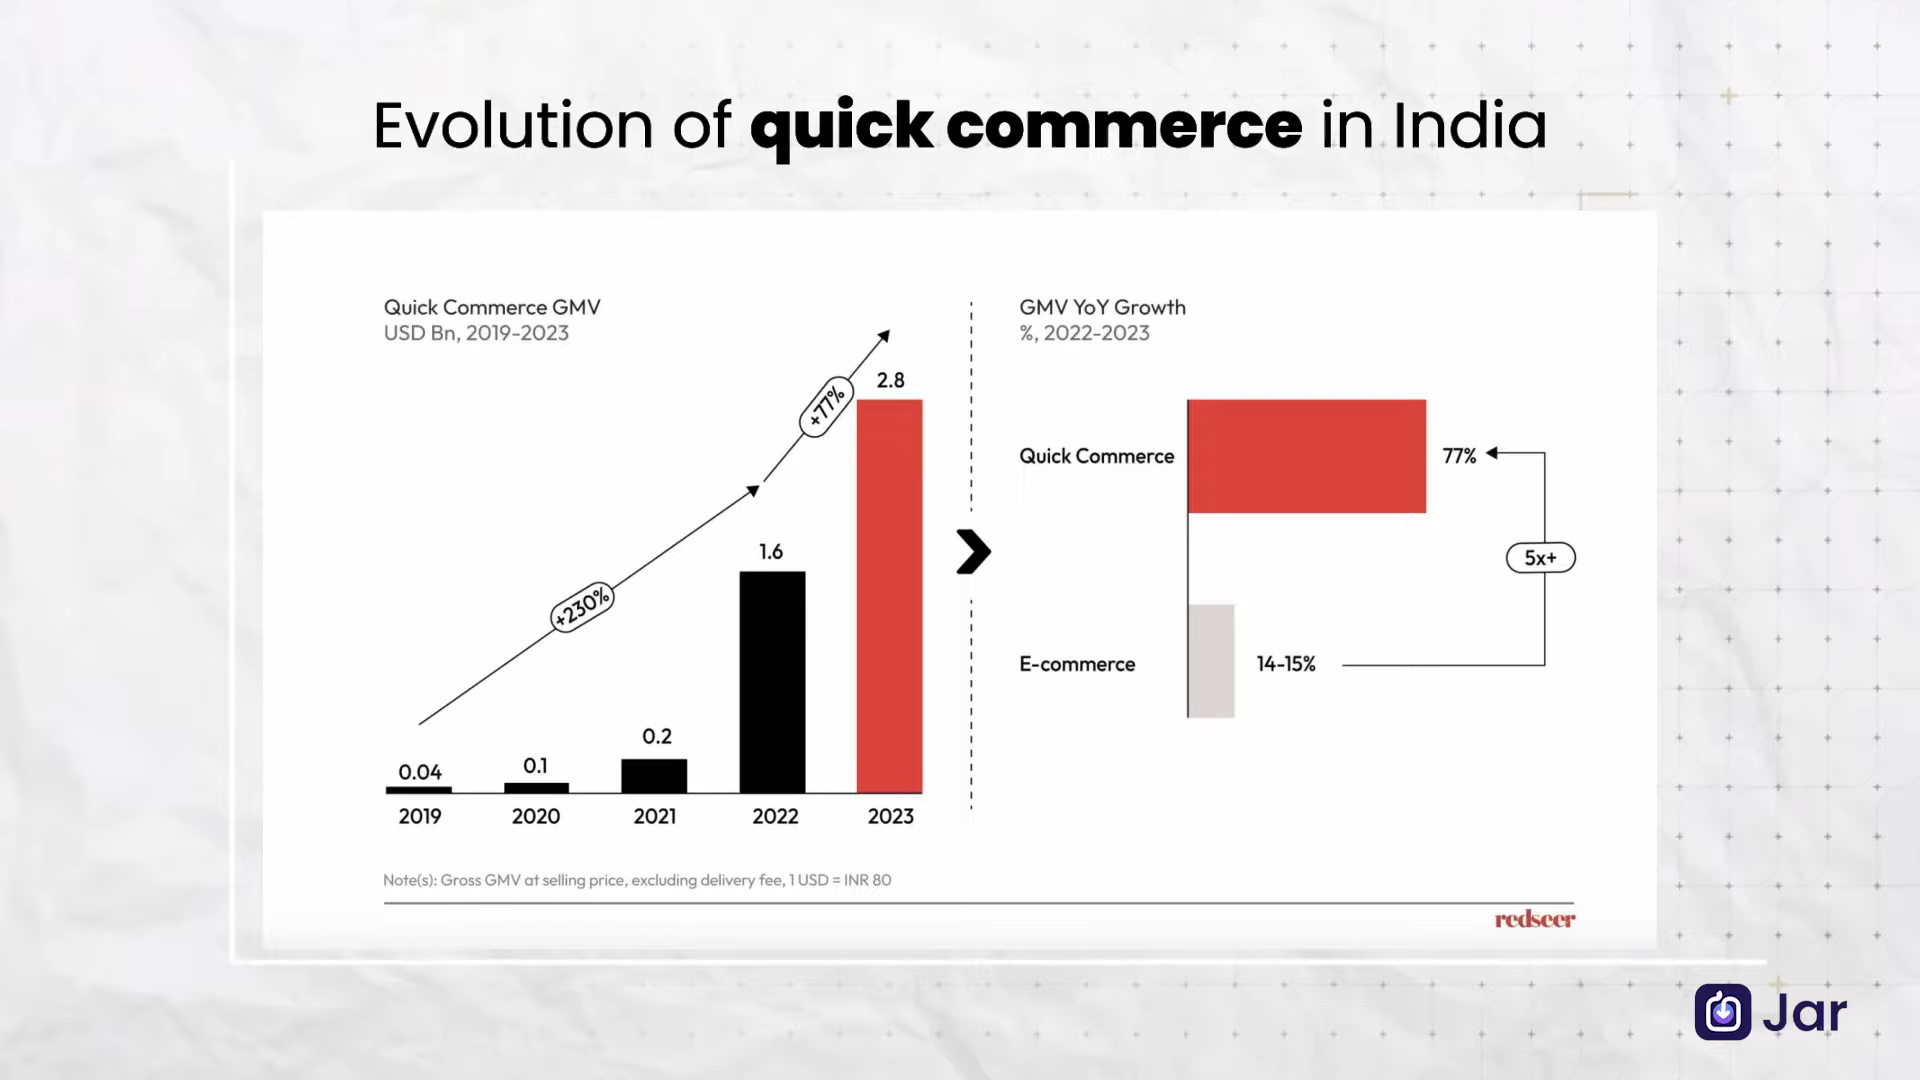 Evolution of quick commerce in India
Quick Commerce GMV
USD Bn, 2019-2023
+230%
+77%
0.04
0.1
0.2
1.6
2.8
2019
2020
2021
2022
2023
GMV YoY Growth
%, 2022-2023
Quick Commerce
77%
5x+
E-commerce
14-15%
Note(s): Gross GMV at selling price, excluding delivery fee, 1 USD = INR 80
redseer
Jar